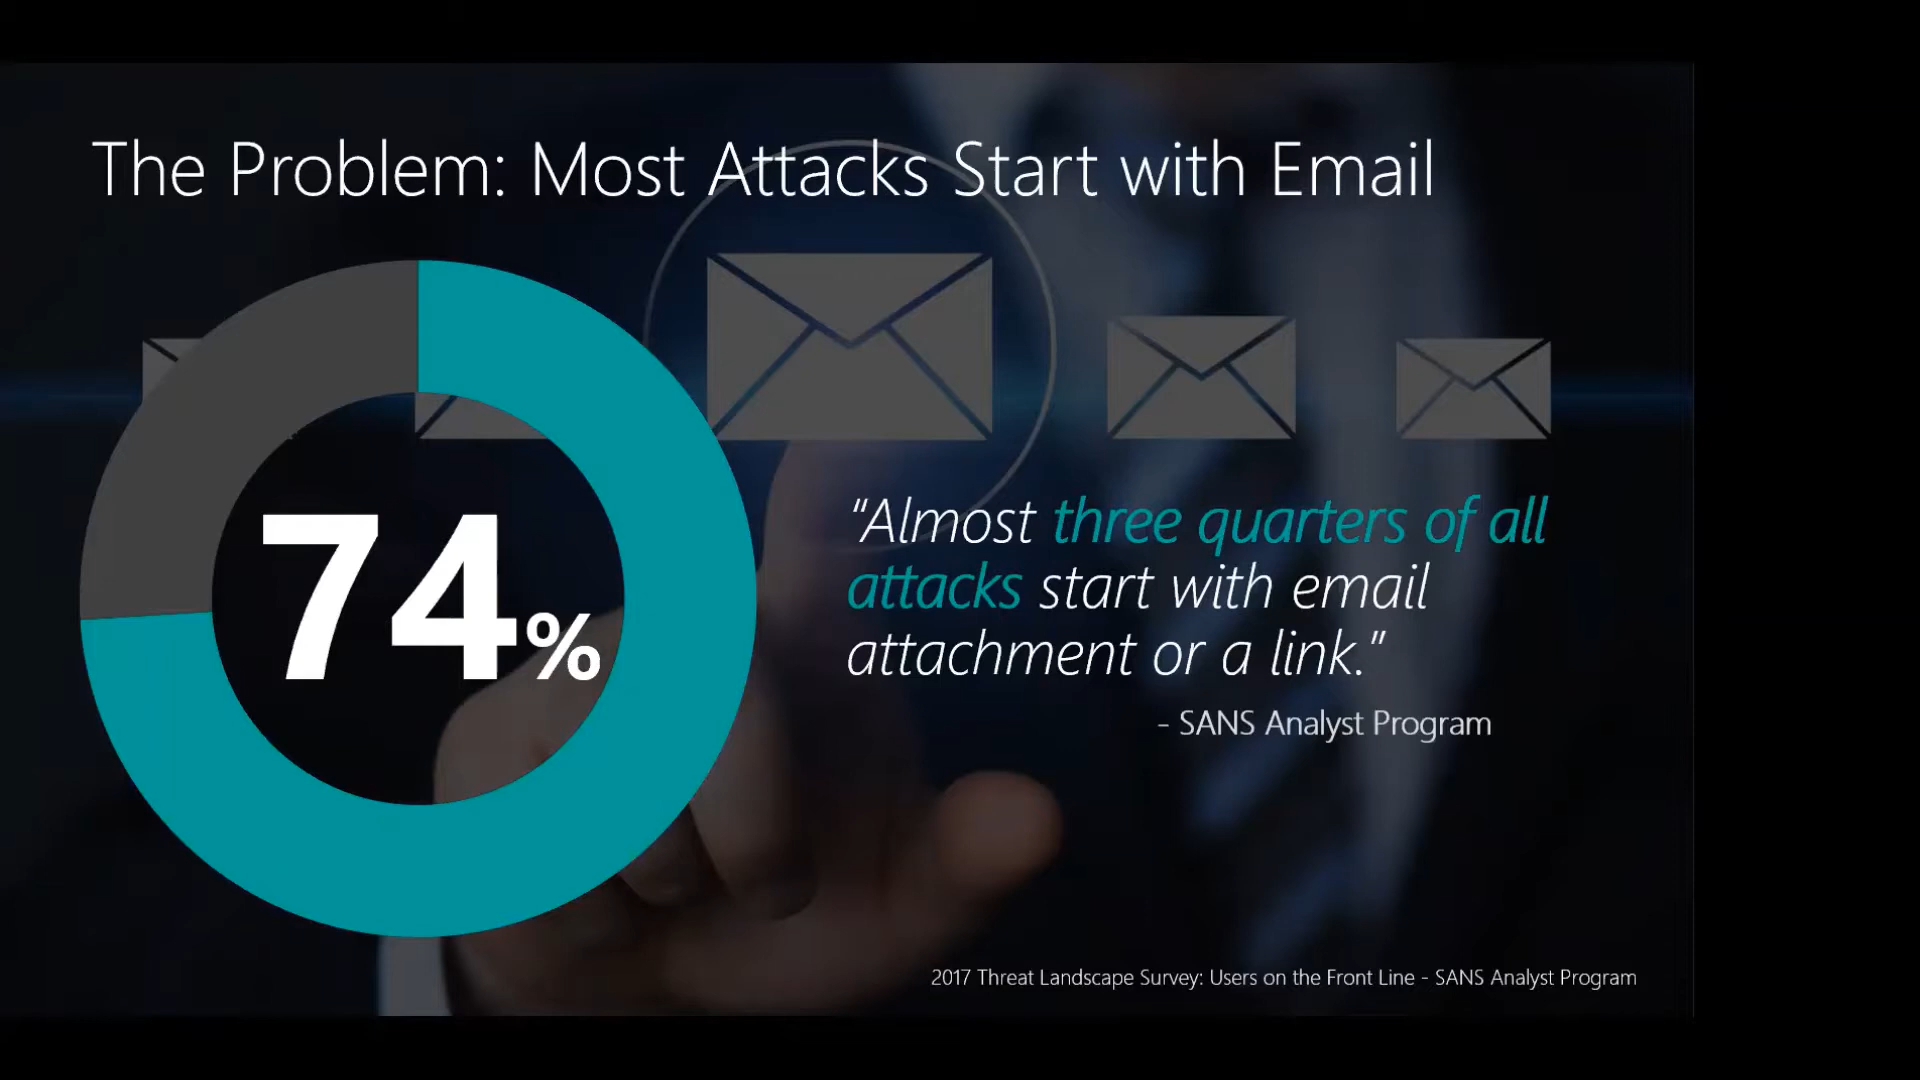 The Problem: Most Attacks Start with Email
74%
"Almost three quarters of all
attacks start with email
attachment or a link."
- SANS Analyst Program
2017 Threat Landscape Survey: Users on the Front Line - SANS Analyst Program